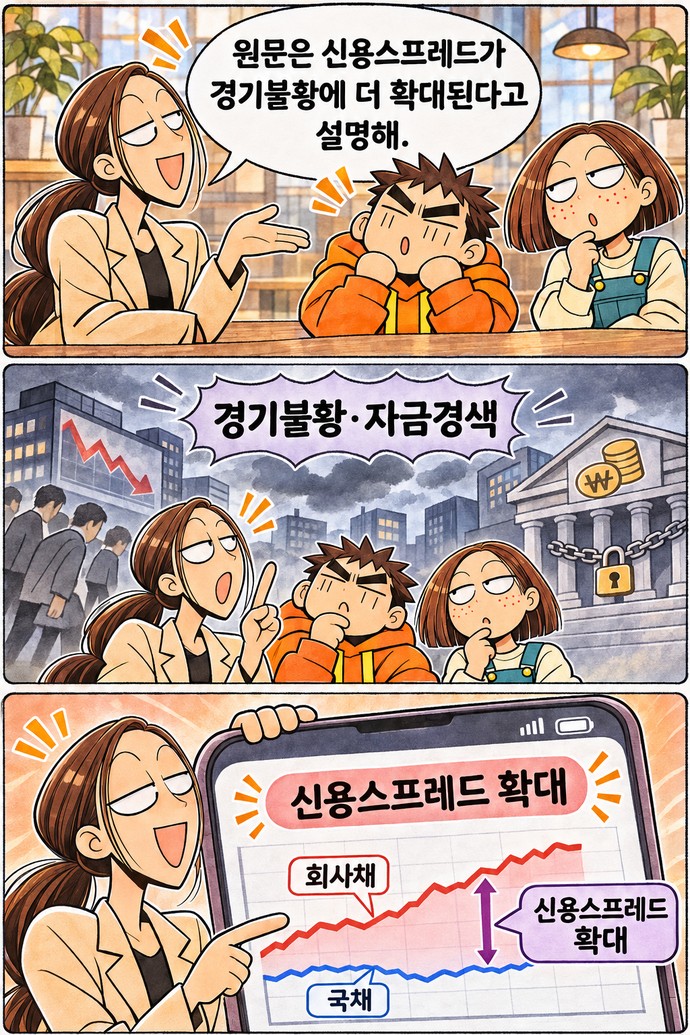 원문은 신용스프레드가
경기불황에 더 확대된다고
설명해.
경기불황·자금경색
₩
신용스프레드 확대
회사채
신용스프레드
확대
국채